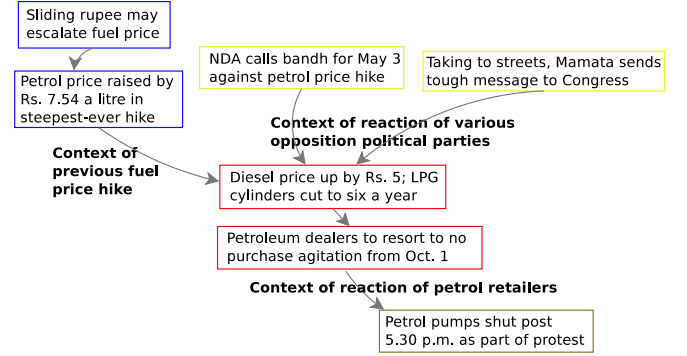 Sliding rupee may
escalate fuel price
Petrol price raised by
Rs. 7.54 a litre in
steepest-ever hike
NDA calls bandh for May 3
against petrol price hike
Taking to streets, Mamata sends
tough message to Congress
Context of reaction of various
opposition political parties
Context of
previous fuel
price hike
Diesel price up by Rs. 5; LPG
cylinders cut to six a year
Petroleum dealers to resort to no
purchase agitation from Oct. 1
Context of reaction of petrol retailers
Petrol pumps shut post
5.30 p.m. as part of protest